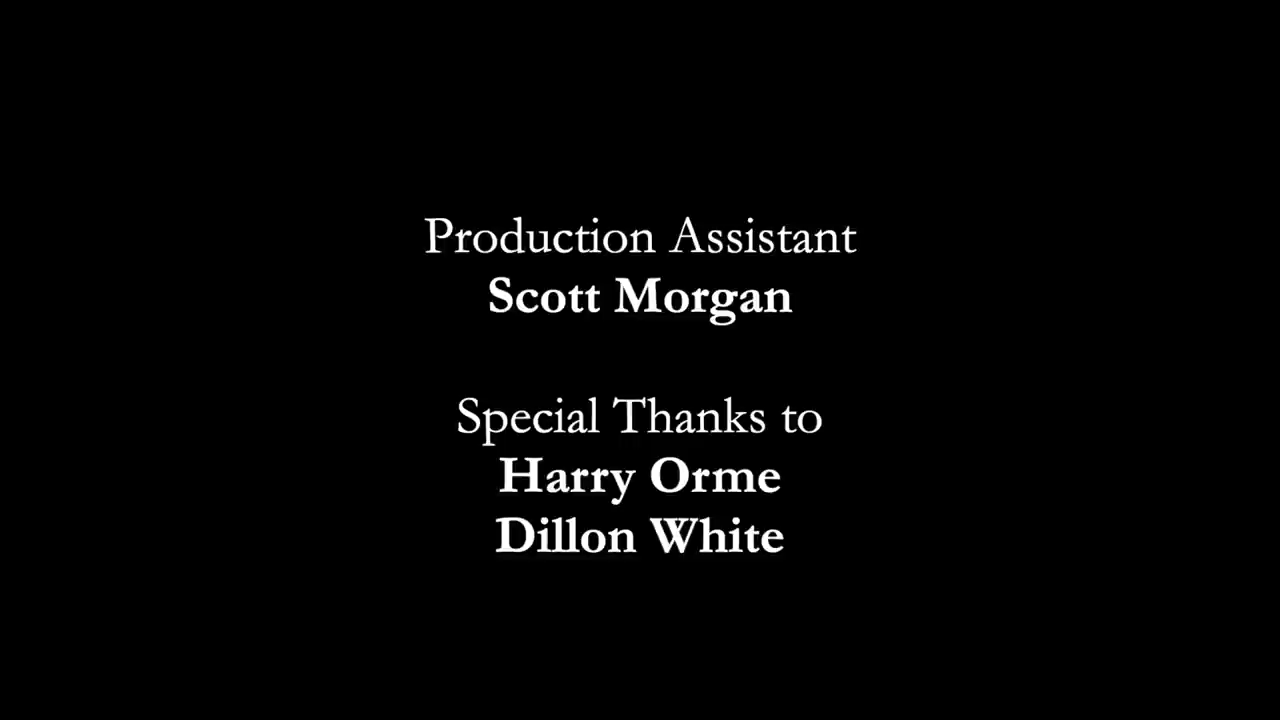 Production Assistant
Scott Morgan
Special Thanks to
Harry Orme
Dillon White